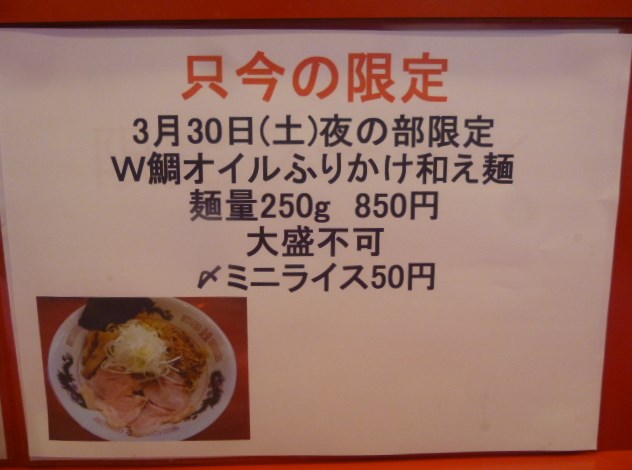 只今の限定
3月30日(土)夜の部限定
W鯛オイルふりかけ和え麺
麺量250g 850円
大盛不可
〆ミニライス50円